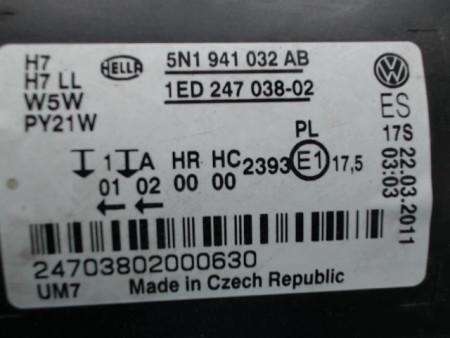 H7
H7 LL
W5W
PY21W
HELLA
5N1 941 032 AB
1ED 247 038-02
ES
17S 22.03.2011
03:03
PL
1 A HR HC 2393 E1 17,5
01 02 00 00
24703802000630
UM7 Made in Czech Republic